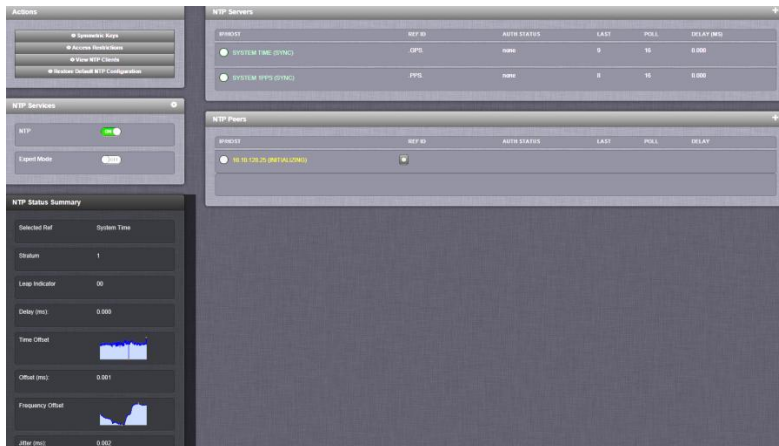 Actions
Symmetric Keys
Access Restrictions
View NTP Clients
Restore Default NTP Configuration
NTP Services
NTP ON
Expert Mode
NTP Status Summary
Selected Ref System Time
Stratum 1
Leap Indicator 00
Delay (ms): 0.000
Time Offset
Offset (ms): 0.001
Frequency Offset
Jitter (ms): 0.002
NTP Servers +
IP/HOST REF ID AUTH STATUS LAST POLL DELAY (MS)
SYSTEM TIME (SYNC) .GPS. none 0 16 0.000
SYSTEM 1PPS (SYNC) .PPS. none 0 16 0.000
NTP Peers +
IP/HOST REF ID AUTH STATUS LAST POLL DELAY
(INITIALIZING)